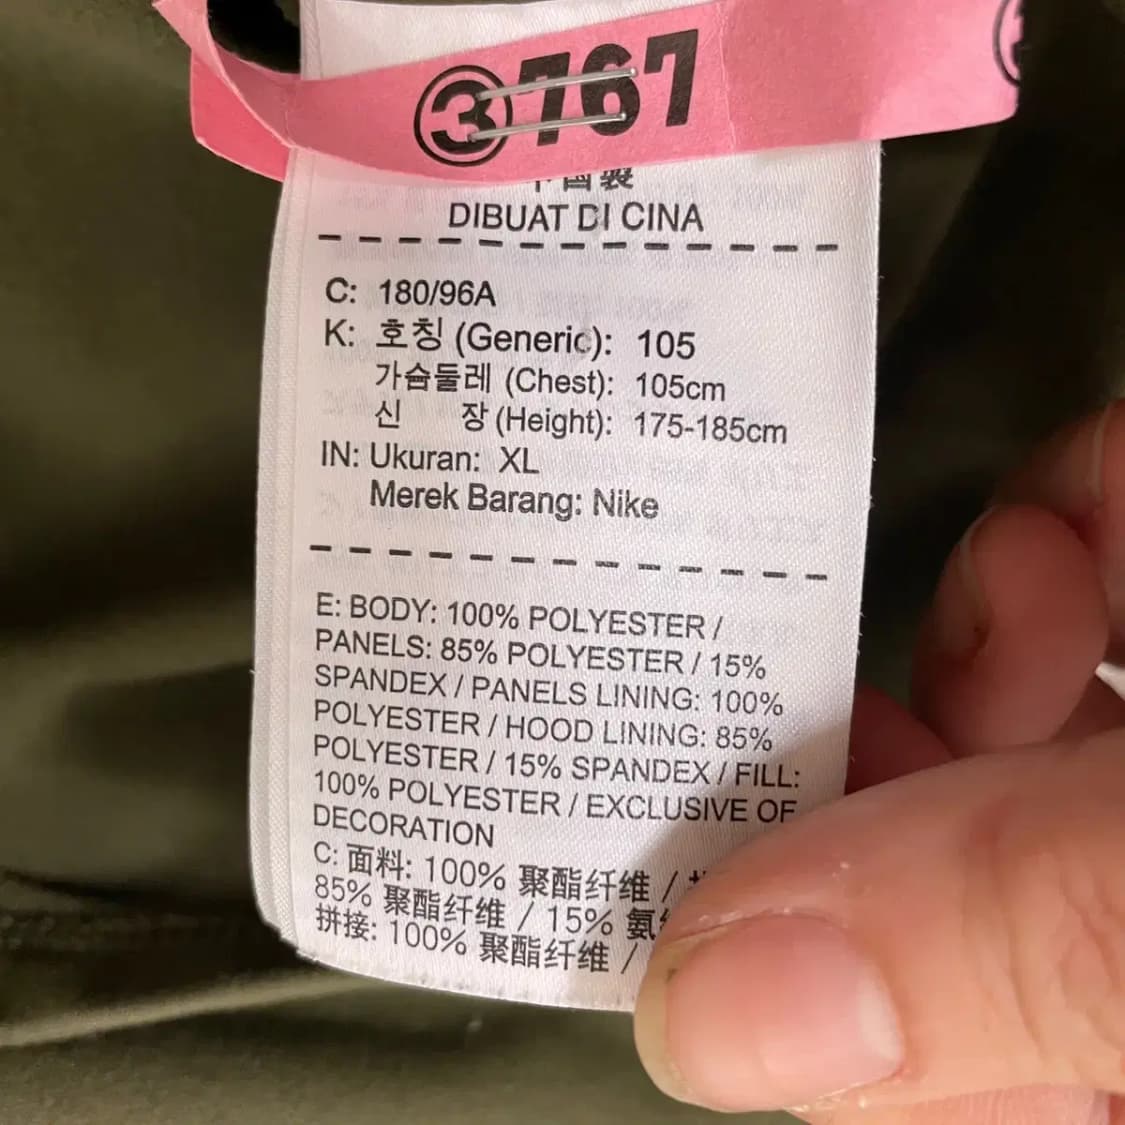 ③767
國製
DIBUAT DI CINA
C: 180/96A
K: 호칭 (Generic): 105
가슴둘레 (Chest): 105cm
신 장 (Height): 175-185cm
IN: Ukuran: XL
Merek Barang: Nike
E: BODY: 100% POLYESTER /
PANELS: 85% POLYESTER / 15%
SPANDEX / PANELS LINING: 100%
POLYESTER / HOOD LINING: 85%
POLYESTER / 15% SPANDEX / FILL:
100% POLYESTER / EXCLUSIVE OF
DECORATION
C: 面料: 100% 聚酯纤维 /
85% 聚酯纤维 / 15% 氨
拼接: 100% 聚酯纤维 /